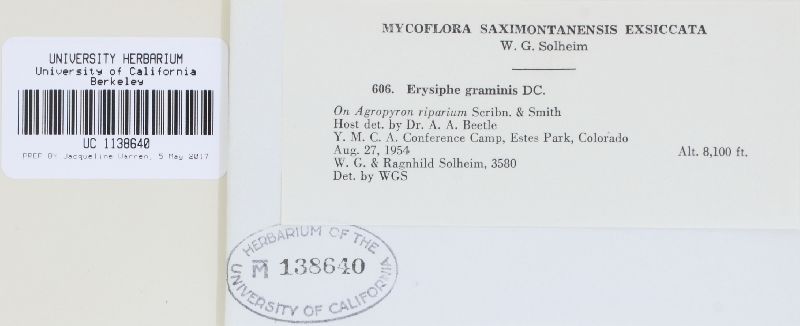 UNIVERSITY HERBARIUM
University of California
Berkeley
UC 1138640
PREP BY Jacqueline Warren, 5 May 2017
MYCOFLORA SAXIMONTANENSIS EXSICCATA
W. G. Solheim
606. Erysiphe graminis DC.
On Agropyron riparium Scribn. & Smith
Host det. by Dr. A. A. Beetle
Y. M. C. A. Conference Camp, Estes Park, Colorado
Aug. 27, 1954 Alt. 8,100 ft.
W. G. & Ragnhild Solheim, 3580
Det. by WGS
HERBARIUM OF THE
M 138640
UNIVERSITY OF CALIFORNIA